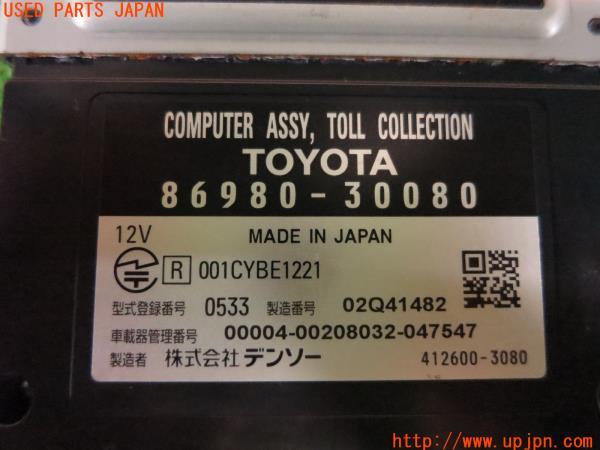 USED PARTS JAPAN
COMPUTER ASSY, TOLL COLLECTION
TOYOTA
86980-30080
12V MADE IN JAPAN
R 001CYBE1221
型式登録番号 0533 製造番号 02Q41482
車載器管理番号 00004-00208032-047547
製造者 株式会社 デンソー 412600-3080
http://www.upjpn.com